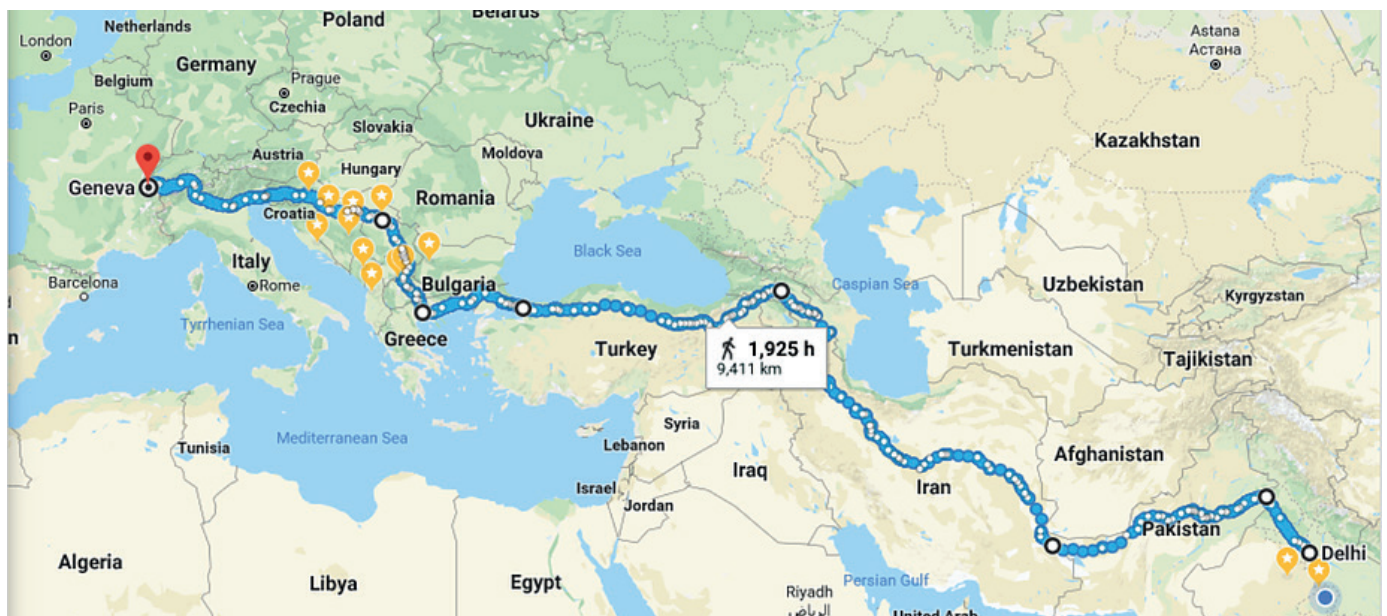 Poland
Belarus
Netherlands
London
Germany
Astana
Астана
Belgium
Prague
Czechia
Paris
Ukraine
Slovakia
Kazakhstan
Austria
Moldova
Hungary
Geneva
Romania
Croatia
Black Sea
Italy
Caspian Sea
Barcelona
Rome
Bulgaria
Uzbekistan
Kyrgyzstan
Tyrrhenian Sea
Greece
Turkey
1,925 h
9,411 km
Turkmenistan
Tajikistan
Mediterranean Sea
Syria
Tunisia
Lebanon
Afghanistan
Iraq
Israel
Iran
Jordan
Pakistan
Algeria
Delhi
Libya
Egypt
Persian Gulf
Riyadh
الرياض
United Arab